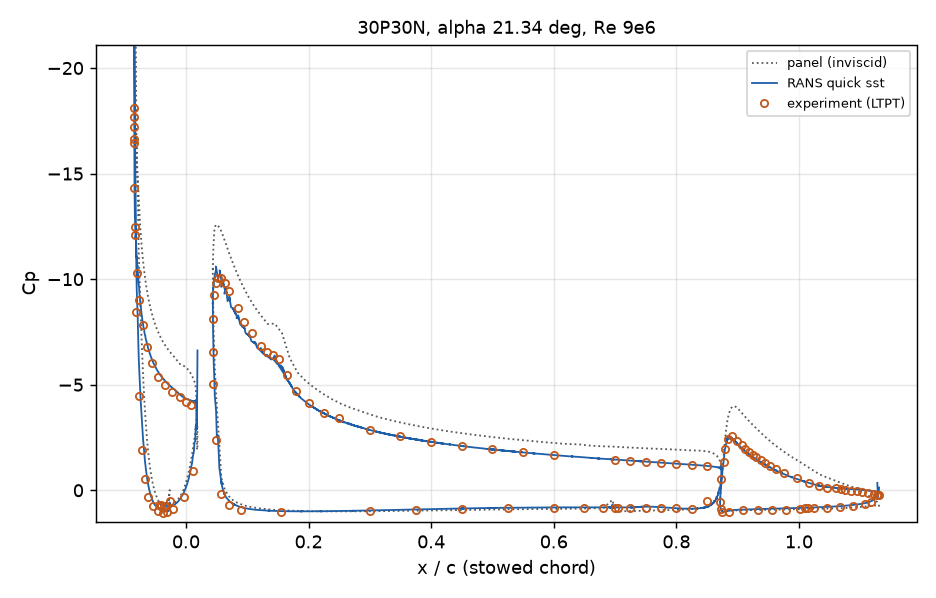 30P30N, alpha 21.34 deg, Re 9e6
panel (inviscid)
RANS quick sst
experiment (LTPT)
Cp
−20
−15
−10
−5
0
0.0 0.2 0.4 0.6 0.8 1.0
x / c (stowed chord)